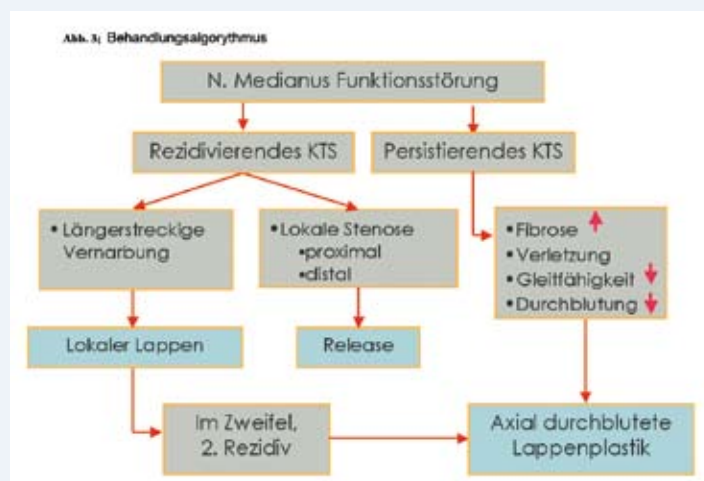 Abb. 3; Behandlungsalgorythmus
N. Medianus Funktionsstörung
Rezidivierendes KTS
Persistierendes KTS
• Längerstreckige
Vernarbung
• Lokale Stenose
•proximal
•distal
• Fibrose
• Verletzung
• Gleitfähigkeit
• Durchblutung
Lokaler Lappen
Release
Im Zweifel,
2. Rezidiv
Axial durchblutete
Lappenplastik